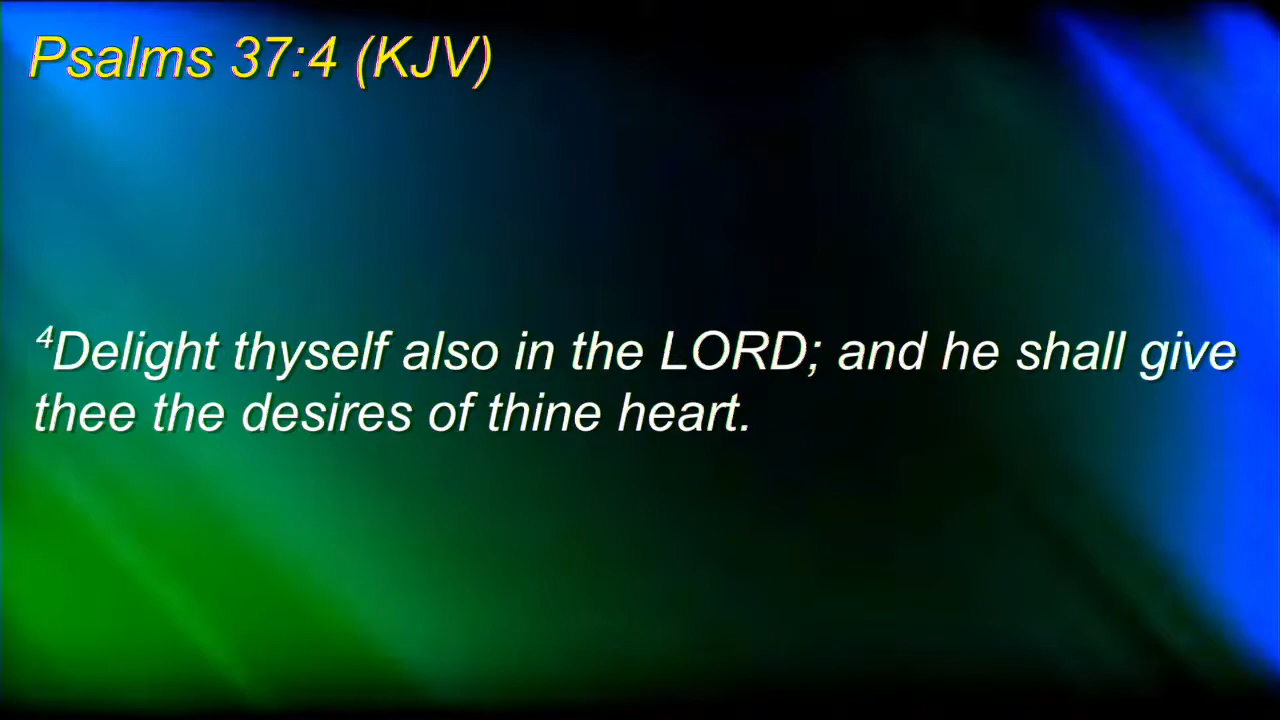 Psalms 37:4 (KJV)
⁴Delight thyself also in the LORD; and he shall give
thee the desires of thine heart.